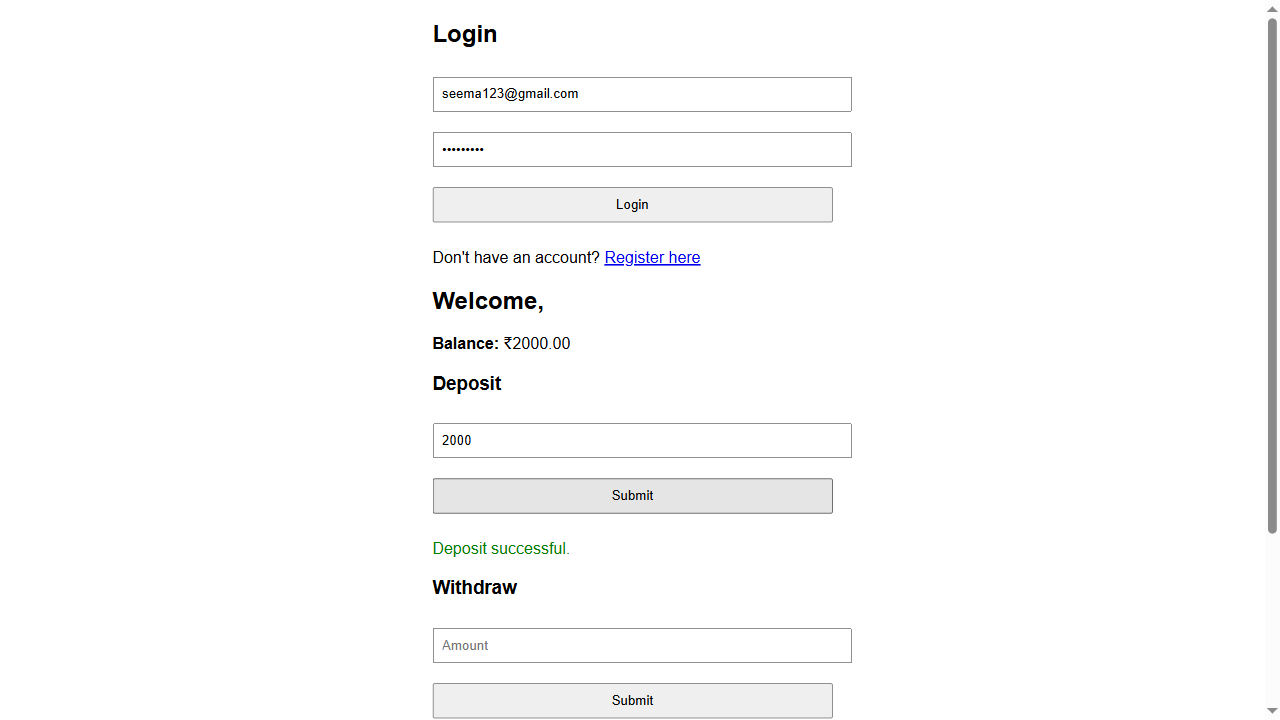 Login
seema123@gmail.com
•••••••••
Login
Don't have an account? Register here
Welcome,
Balance: ₹2000.00
Deposit
2000
Submit
Deposit successful.
Withdraw
Amount
Submit